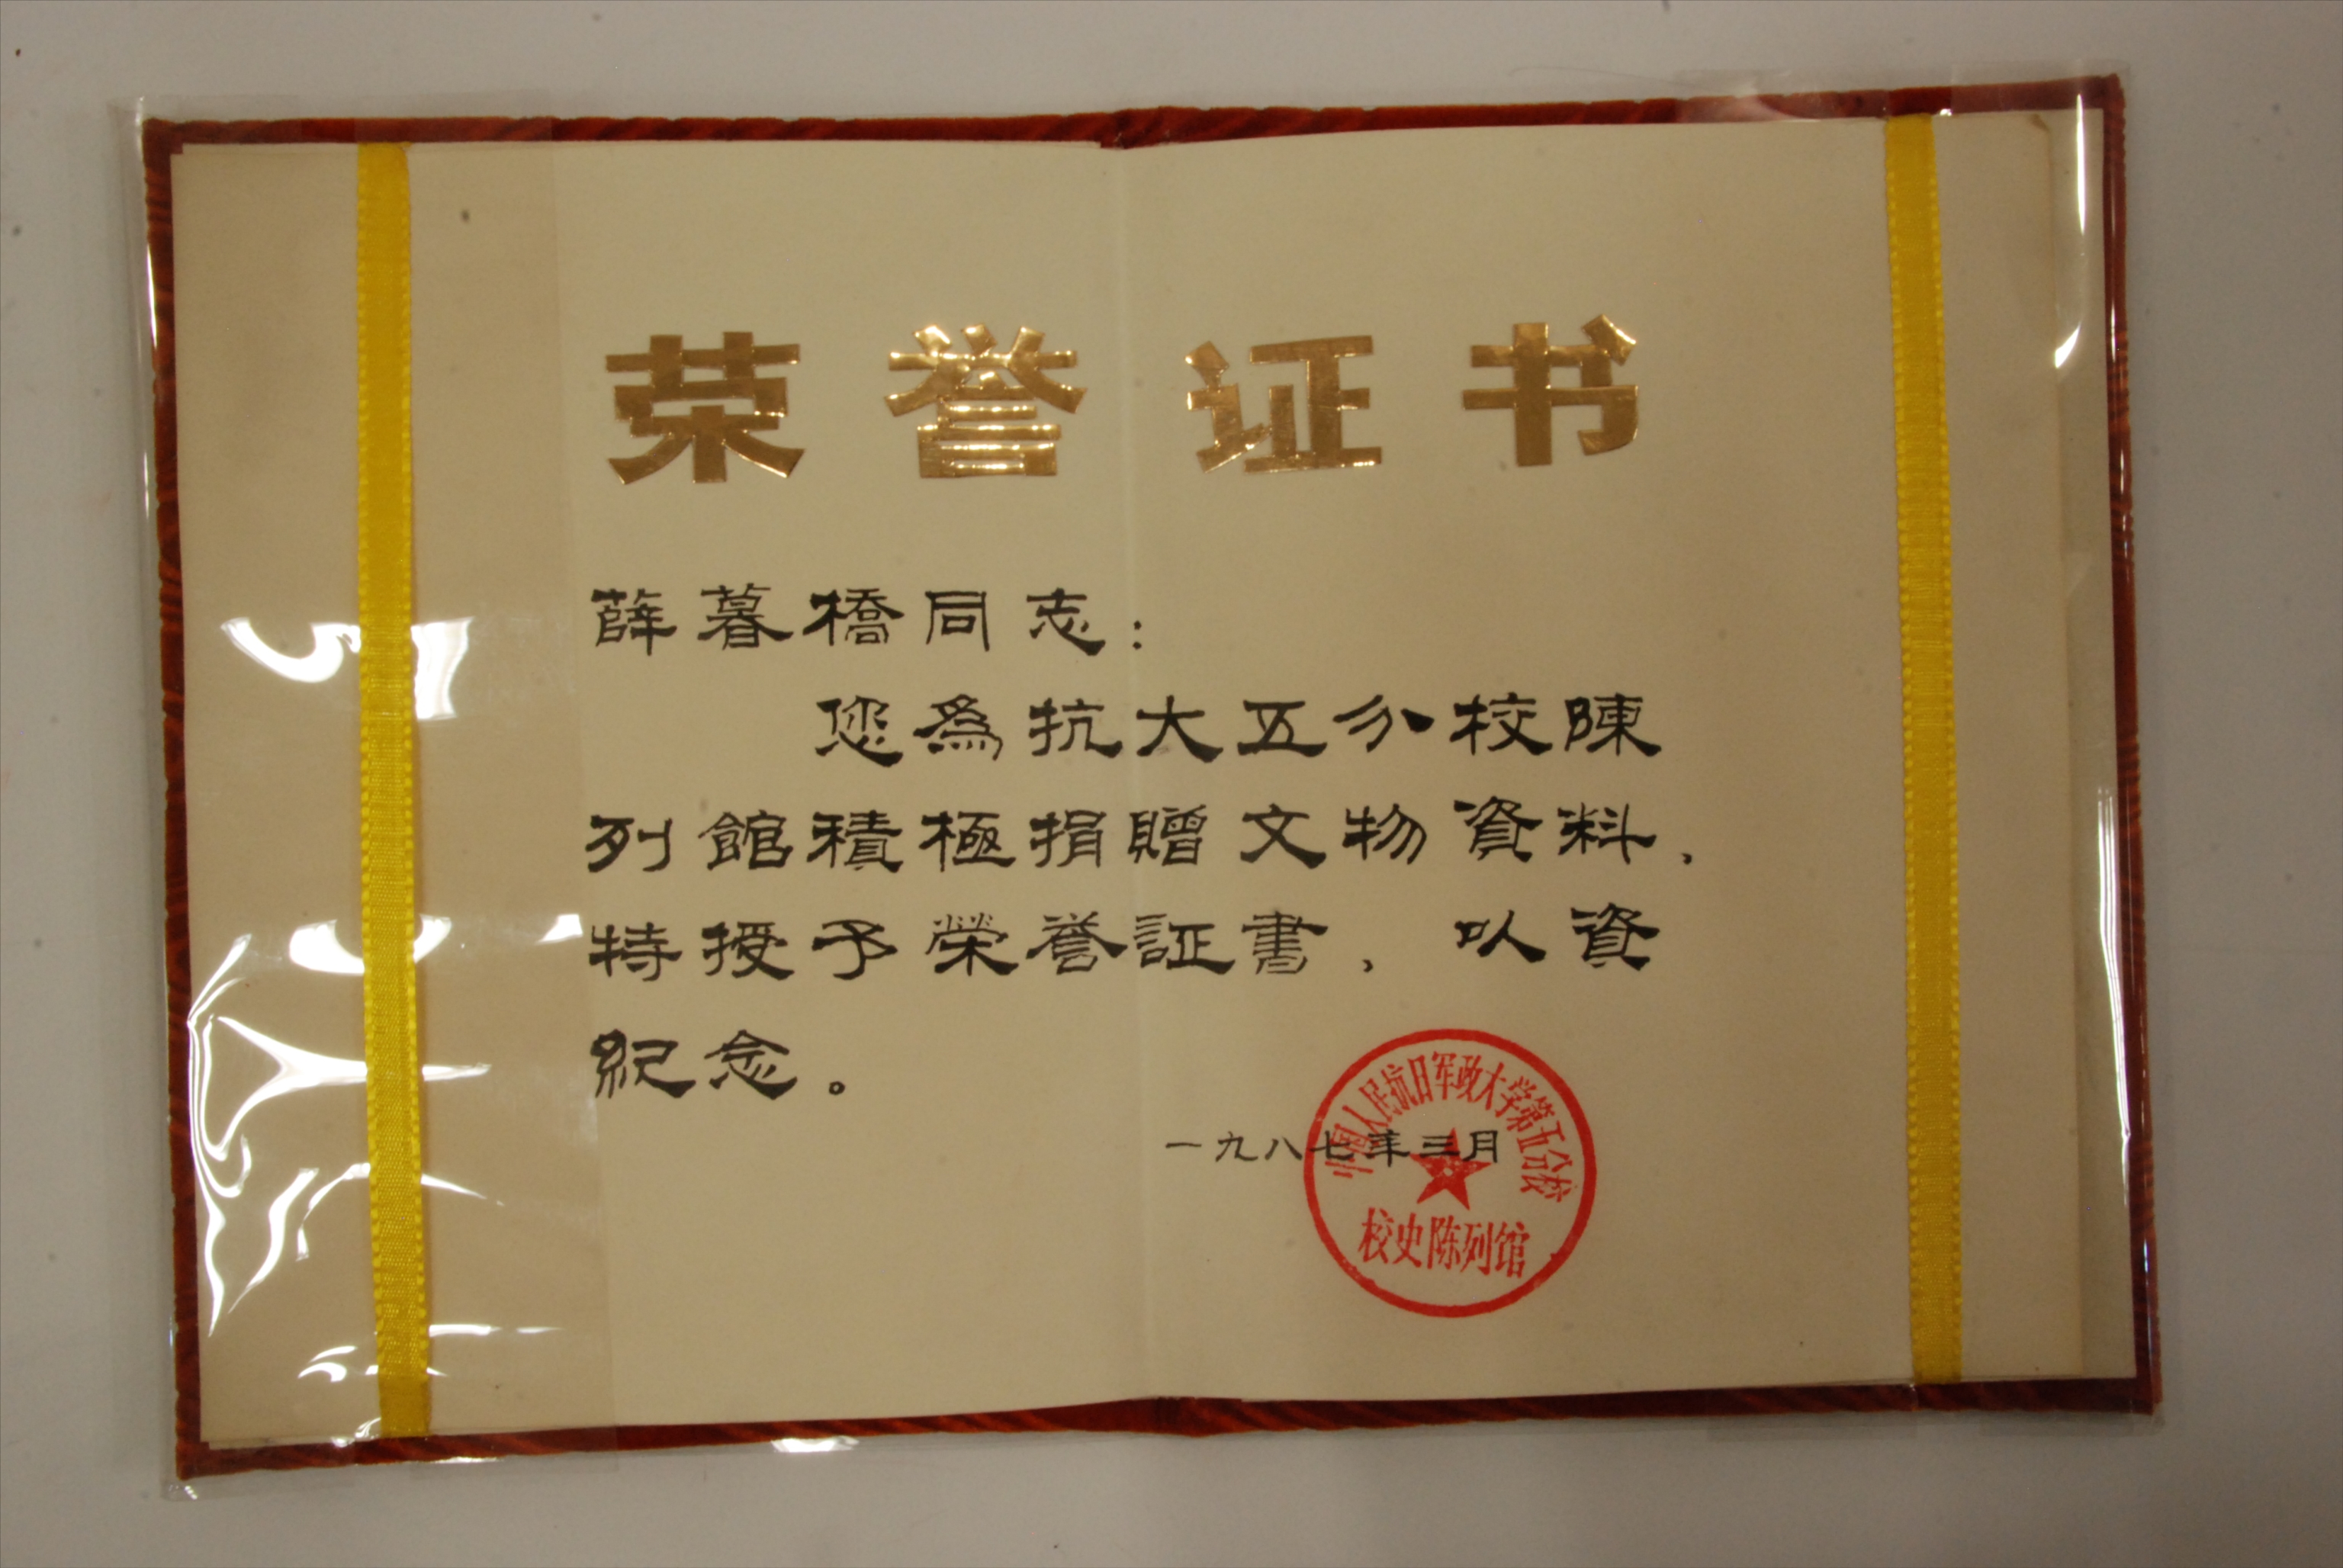 荣誉证书
薛暮橋同志：
您為抗大五分校陳
列館積極捐贈文物資料，
特授予榮誉証書，以資
紀念。
一九八七年三月
中国人民抗日军政大学第五分校
校史陈列馆